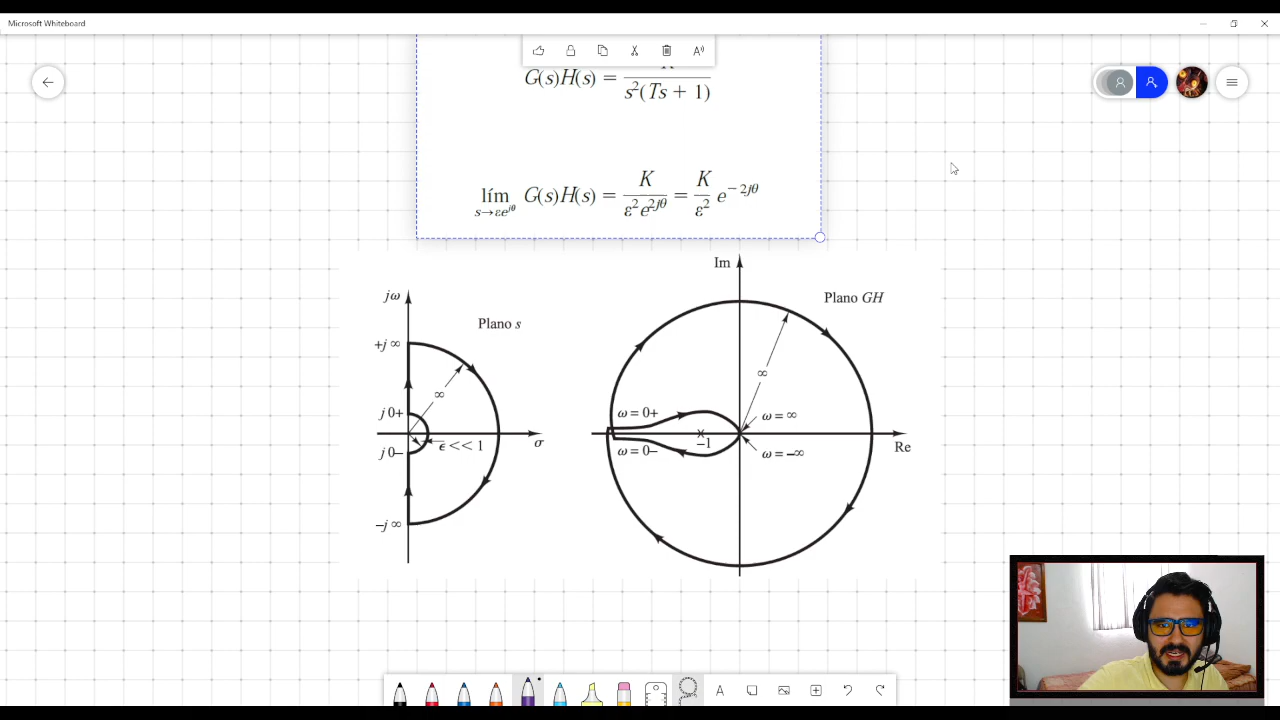 Microsoft Whiteboard
G(s)H(s) = K / s²(Ts + 1)
lím s→εe^jθ G(s)H(s) = K / ε²e^2jθ = K / ε² e^−2jθ
Im
jω
Plano GH
Plano s
+j ∞
∞
∞
j 0+
ω = 0+
ω = ∞
σ
−1
Re
j 0−
ϵ << 1
ω = 0−
ω = −∞
−j ∞